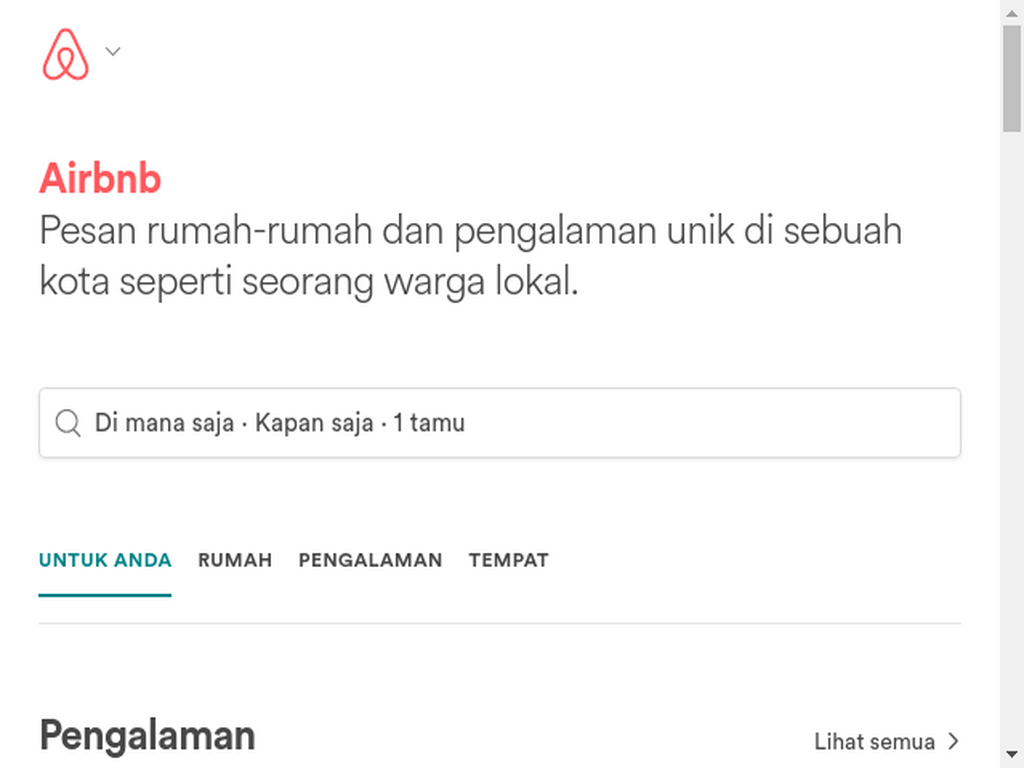 Airbnb
Pesan rumah-rumah dan pengalaman unik di sebuah
kota seperti seorang warga lokal.
Di mana saja · Kapan saja · 1 tamu
UNTUK ANDA RUMAH PENGALAMAN TEMPAT
Pengalaman
Lihat semua